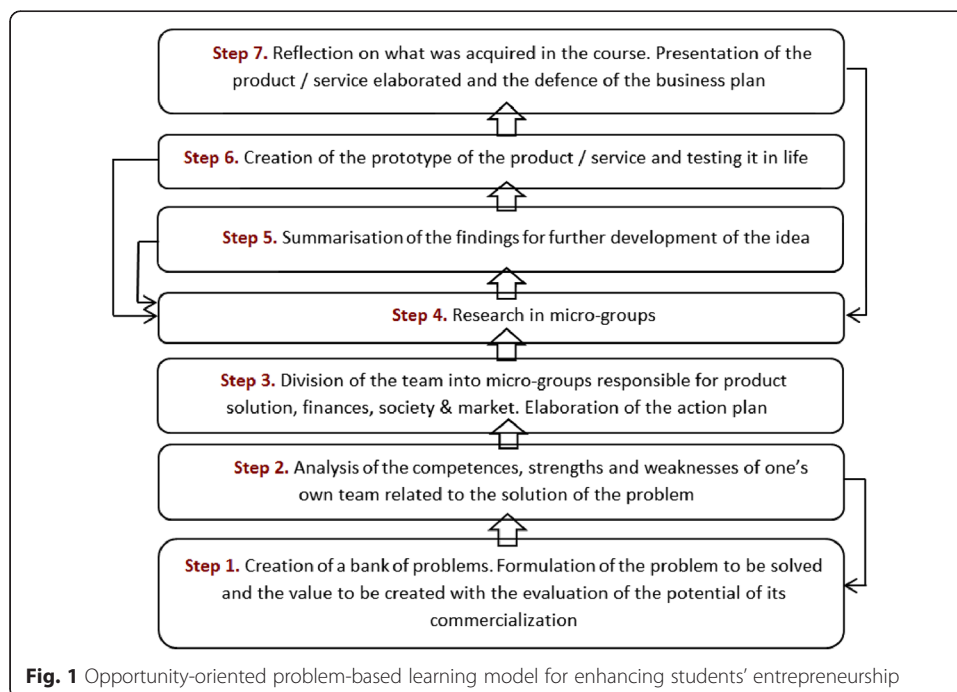 Step 7. Reflection on what was acquired in the course. Presentation of the
product / service elaborated and the defence of the business plan
Step 6. Creation of the prototype of the product / service and testing it in life
Step 5. Summarisation of the findings for further development of the idea
Step 4. Research in micro-groups
Step 3. Division of the team into micro-groups responsible for product
solution, finances, society & market. Elaboration of the action plan
Step 2. Analysis of the competences, strengths and weaknesses of one's
own team related to the solution of the problem
Step 1. Creation of a bank of problems. Formulation of the problem to be solved
and the value to be created with the evaluation of the potential of its
commercialization
Fig. 1 Opportunity-oriented problem-based learning model for enhancing students' entrepreneurship